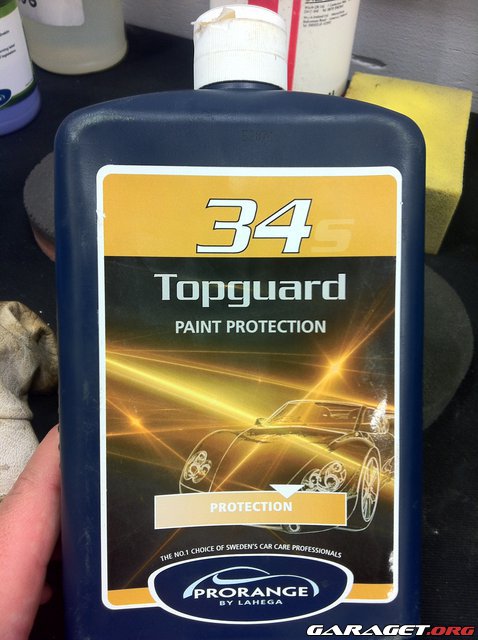 34s
Topguard
PAINT PROTECTION
PROTECTION
THE NO.1 CHOICE OF SWEDEN'S CAR CARE PROFESSIONALS
PRORANGE
BY LAHEGA
GARAGET.ORG